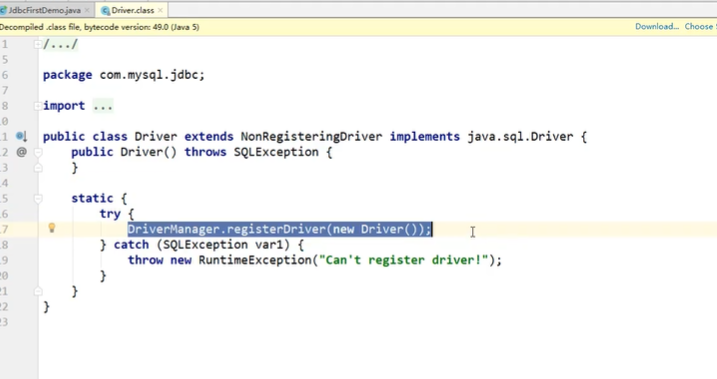 JdbcFirstDemo.java × Driver.class ×
Decompiled .class file, bytecode version: 49.0 (Java 5) Download... Choose
1 /.../
5
6 package com.mysql.jdbc;
7
8 import ...
0
11 public class Driver extends NonRegisteringDriver implements java.sql.Driver {
12 @ public Driver() throws SQLException {
13 }
14
15 static {
16 try {
17 DriverManager.registerDriver(new Driver());
18 } catch (SQLException var1) {
19 throw new RuntimeException("Can't register driver!");
20 }
21 }
22 }
23